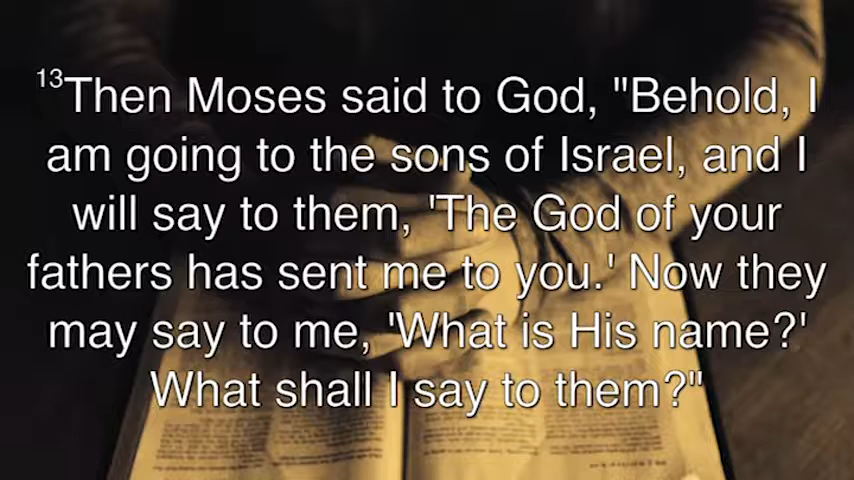 13Then Moses said to God, "Behold, I
am going to the sons of Israel, and I
will say to them, 'The God of your
fathers has sent me to you.' Now they
may say to me, 'What is His name?'
What shall I say to them?"